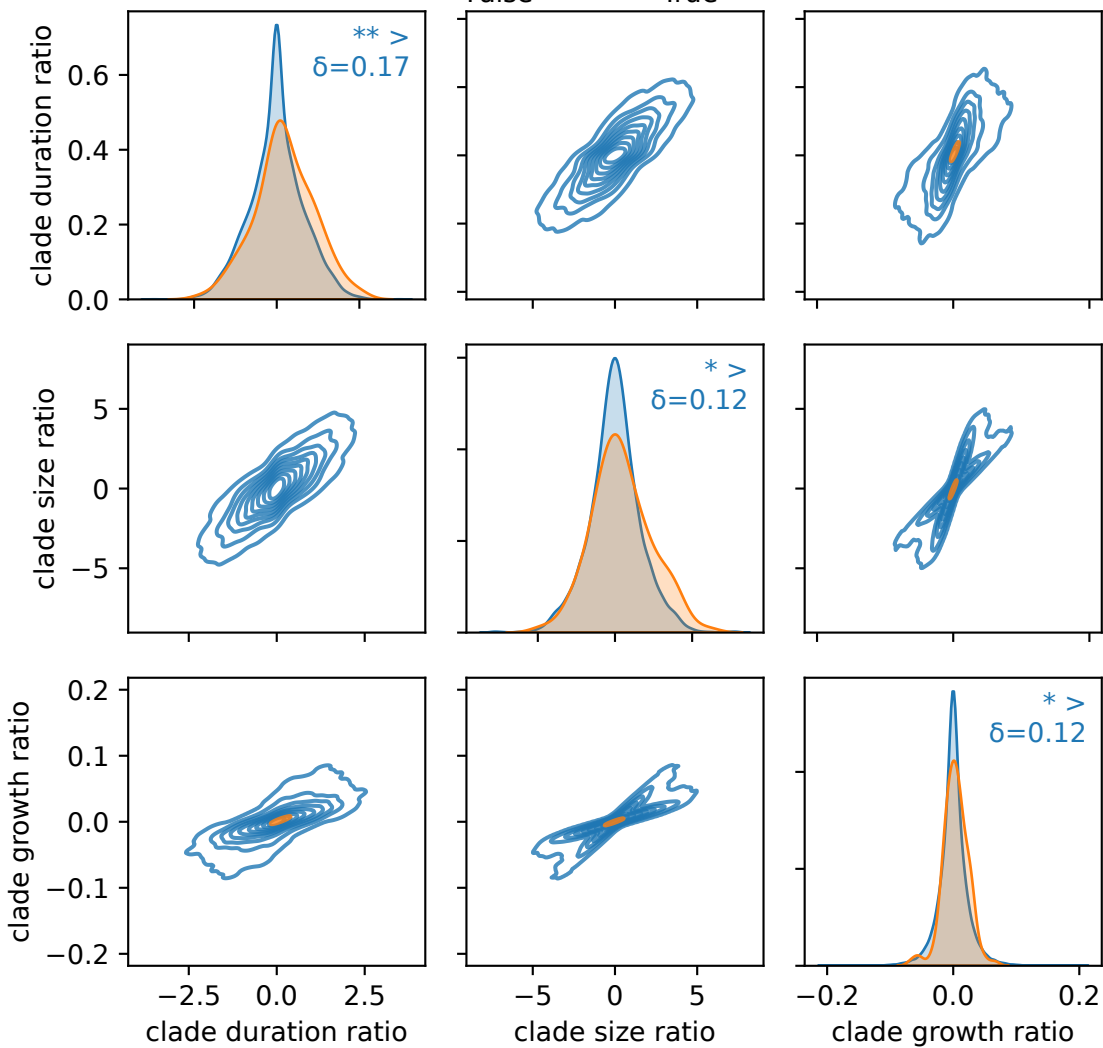 clade duration ratio
0.6
0.4
0.2
0.0
** >
δ=0.17
clade size ratio
5
0
−5
* >
δ=0.12
clade growth ratio
0.2
0.1
0.0
−0.1
−0.2
* >
δ=0.12
−2.5 0.0 2.5
−5 0 5
−0.2 0.0 0.2
clade duration ratio
clade size ratio
clade growth ratio